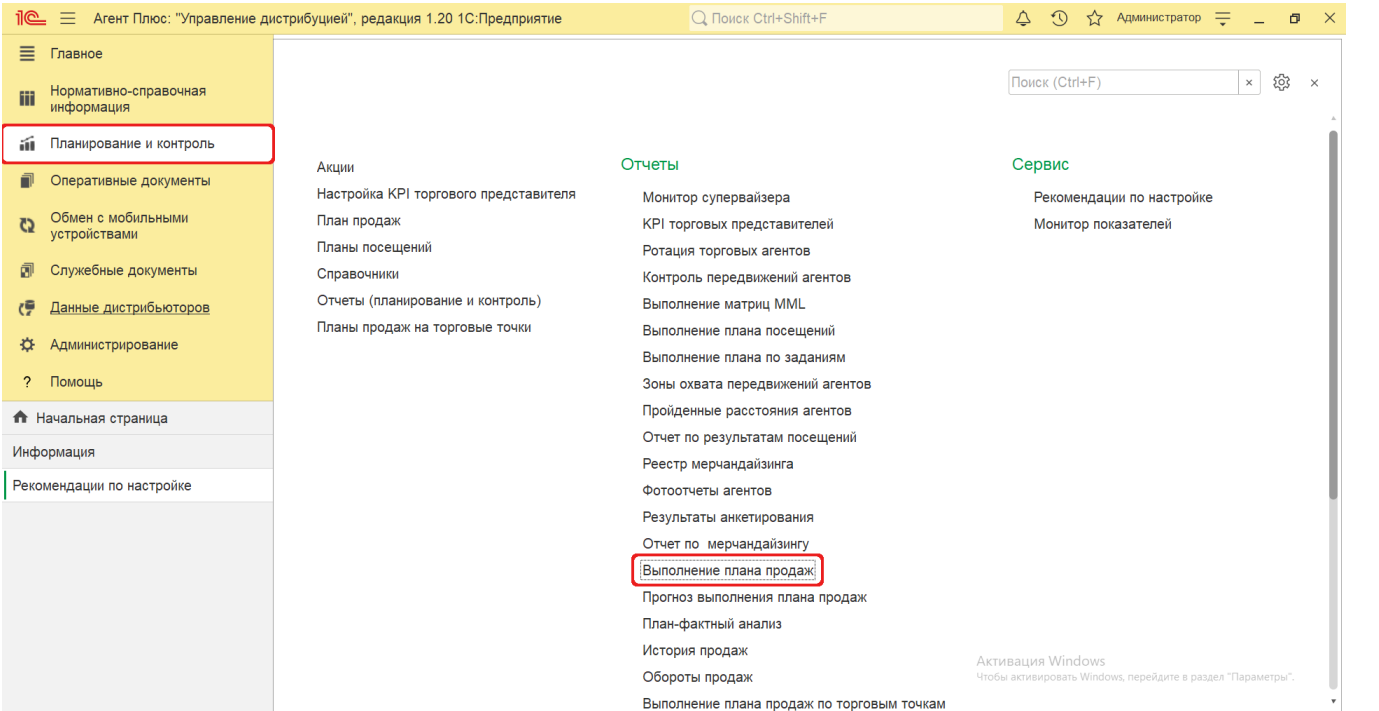 1С Агент Плюс: "Управление дистрибуцией", редакция 1.20 1С:Предприятие
Поиск Ctrl+Shift+F
Администратор
Главное
Нормативно-справочная
информация
Планирование и контроль
Оперативные документы
Обмен с мобильными
устройствами
Служебные документы
Данные дистрибьюторов
Администрирование
? Помощь
Начальная страница
Информация
Рекомендации по настройке
Поиск (Ctrl+F)
Акции
Настройка KPI торгового представителя
План продаж
Планы посещений
Справочники
Отчеты (планирование и контроль)
Планы продаж на торговые точки
Отчеты
Монитор супервайзера
KPI торговых представителей
Ротация торговых агентов
Контроль передвижений агентов
Выполнение матриц MML
Выполнение плана посещений
Выполнение плана по заданиям
Зоны охвата передвижений агентов
Пройденные расстояния агентов
Отчет по результатам посещений
Реестр мерчандайзинга
Фотоотчеты агентов
Результаты анкетирования
Отчет по  мерчандайзингу
Выполнение плана продаж
Прогноз выполнения плана продаж
План-фактный анализ
История продаж
Обороты продаж
Выполнение плана продаж по торговым точкам
Сервис
Рекомендации по настройке
Монитор показателей
Активация Windows
Чтобы активировать Windows, перейдите в раздел "Параметры".